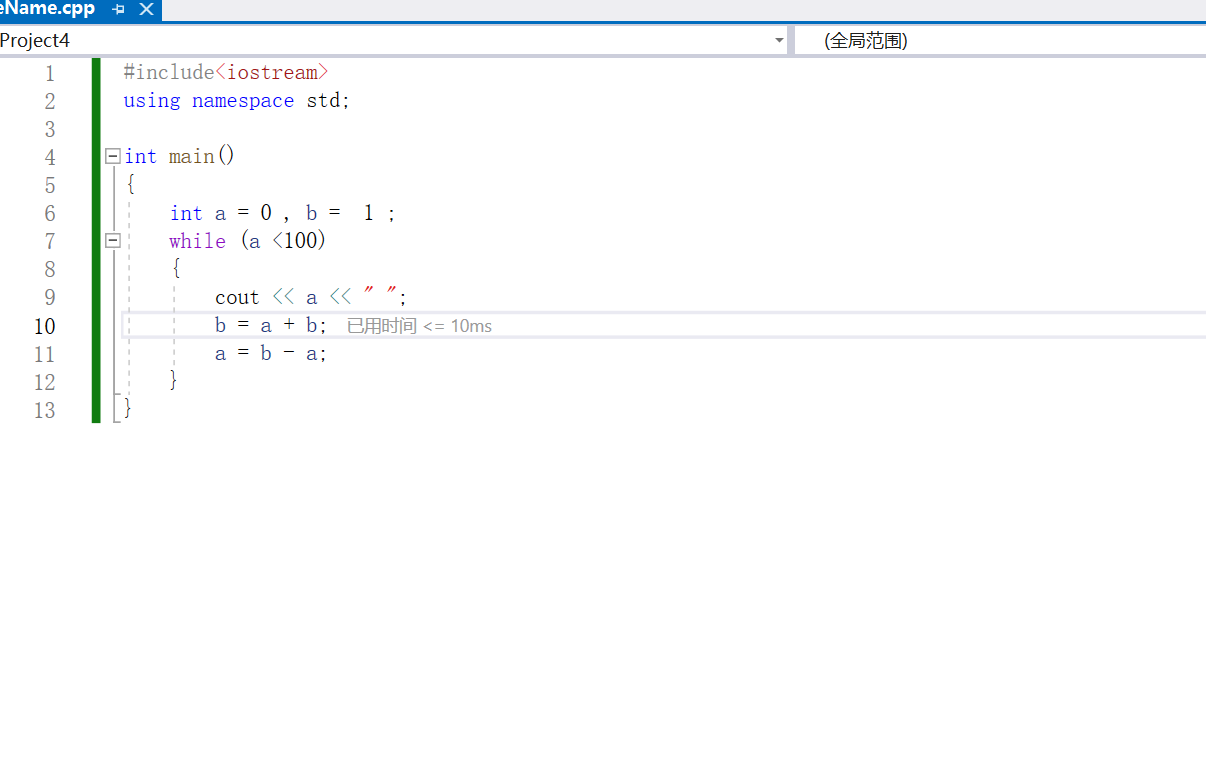 eName.cpp
Project4
(全局范围)
1 #include<iostream>
2 using namespace std;
3
4 int main()
5 {
6 int a = 0 , b =  1 ;
7 while (a <100)
8 {
9 cout << a << " ";
10 b = a + b; 已用时间 <= 10ms
11 a = b - a;
12 }
13 }